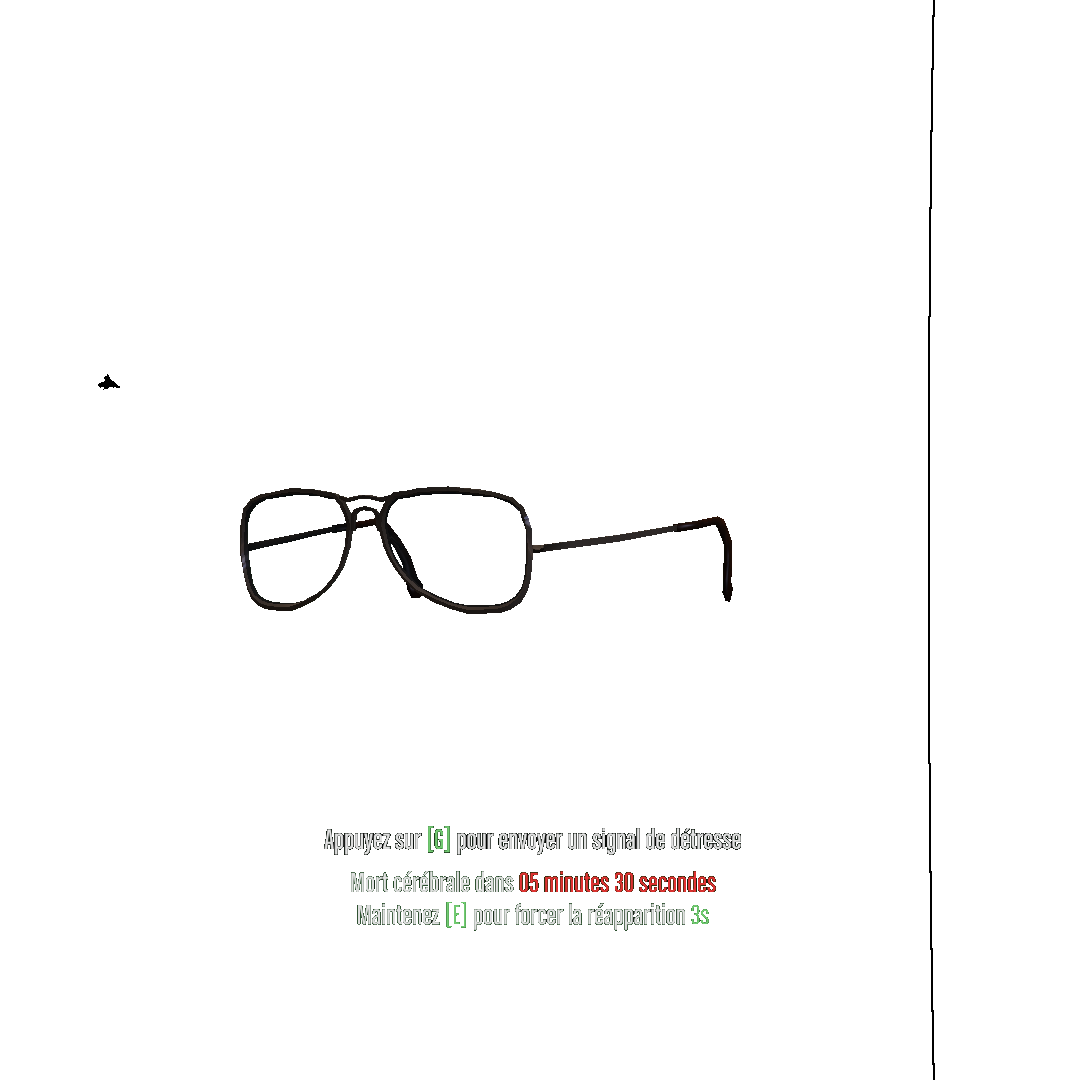 Appuyez sur [G] pour envoyer un signal de détresse
Mort cérébrale dans 05 minutes 30 secondes
Maintenez [E] pour forcer la réapparition 3s